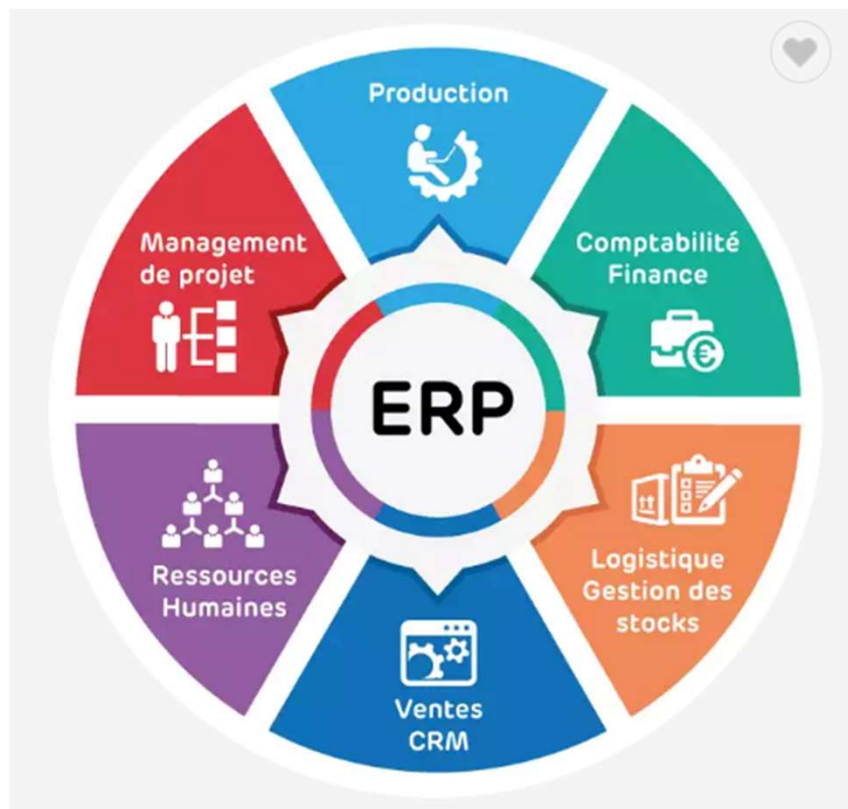 Production
Comptabilité
Finance
Logistique
Gestion des
stocks
Ventes
CRM
Ressources
Humaines
Management
de projet
ERP
€